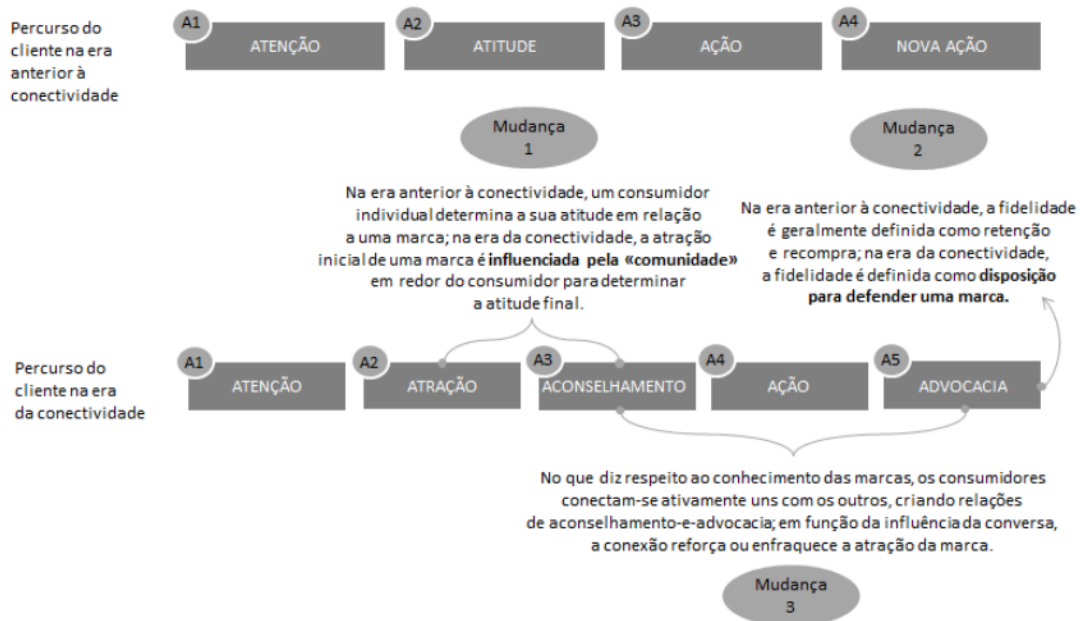 Percurso do
cliente na era
anterior à
conectividade
A1
ATENÇÃO
A2
ATITUDE
A3
AÇÃO
A4
NOVA AÇÃO
Mudança
1
Na era anterior à conectividade, um consumidor
individual determina a sua atitude em relação
a uma marca; na era da conectividade, a atração
inicial de uma marca é influenciada pela «comunidade»
em redor do consumidor para determinar
a atitude final.
Mudança
2
Na era anterior à conectividade, a fidelidade
é geralmente definida como retenção
e recompra; na era da conectividade,
a fidelidade é definida como disposição
para defender uma marca.
Percurso do
cliente na era
da conectividade
A1
ATENÇÃO
A2
ATRAÇÃO
A3
ACONSELHAMENTO
A4
AÇÃO
A5
ADVOCACIA
No que diz respeito ao conhecimento das marcas, os consumidores
conectam-se ativamente uns com os outros, criando relações
de aconselhamento-e-advocacia; em função da influência da conversa,
a conexão reforça ou enfraquece a atração da marca.
Mudança
3